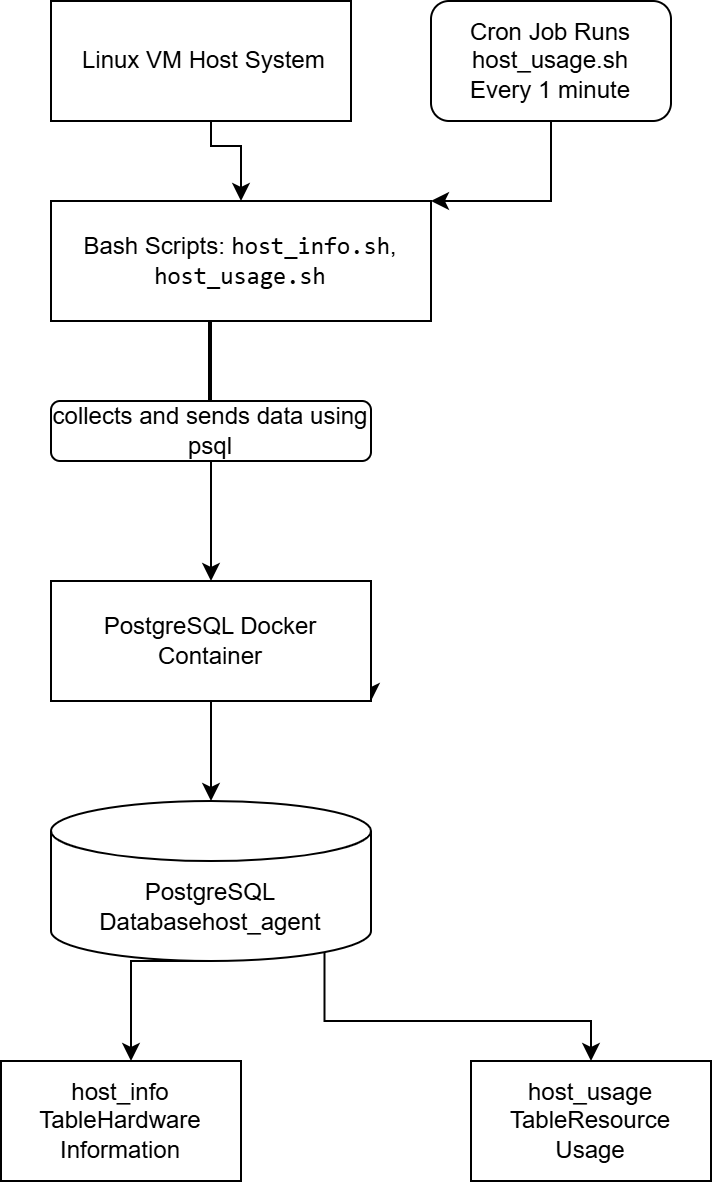 Linux VM Host System
Cron Job Runs
host_usage.sh
Every 1 minute
Bash Scripts: host_info.sh,
host_usage.sh
collects and sends data using
psql
PostgreSQL Docker
Container
PostgreSQL
Databasehost_agent
host_info
TableHardware
Information
host_usage
TableResource
Usage